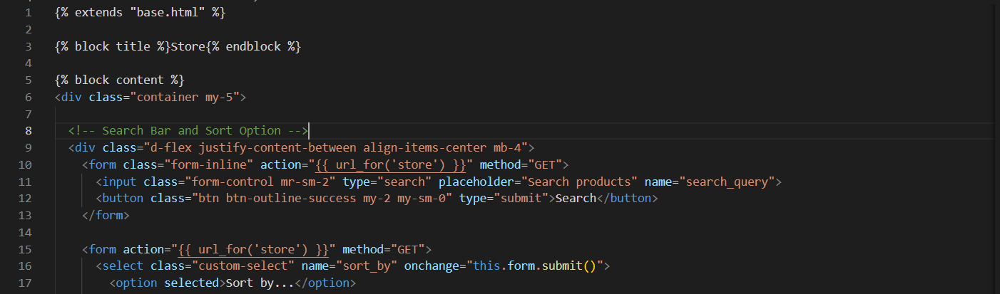 1 {% extends "base.html" %}
2
3 {% block title %}Store{% endblock %}
4
5 {% block content %}
6 <div class="container my-5">
7
8 <!-- Search Bar and Sort Option -->
9 <div class="d-flex justify-content-between align-items-center mb-4">
10 <form class="form-inline" action="{{ url_for('store') }}" method="GET">
11 <input class="form-control mr-sm-2" type="search" placeholder="Search products" name="search_query">
12 <button class="btn btn-outline-success my-2 my-sm-0" type="submit">Search</button>
13 </form>
14
15 <form action="{{ url_for('store') }}" method="GET">
16 <select class="custom-select" name="sort_by" onchange="this.form.submit()">
17 <option selected>Sort by...</option>